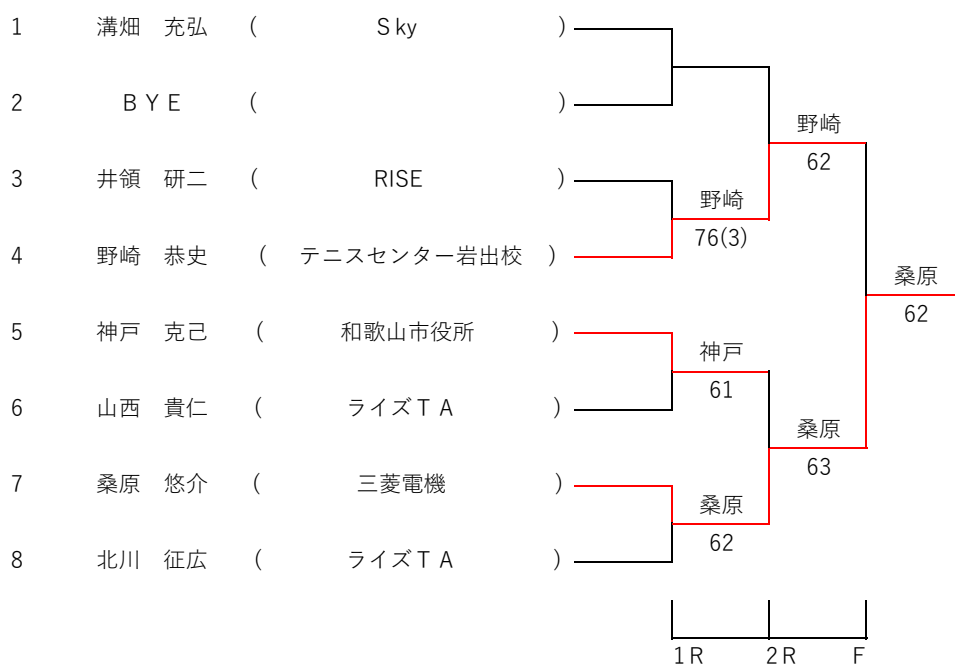 1 溝畑 充弘 ( Sky )
2 BYE ( )
野崎
62
3 井領 研二 ( RISE )
野崎
76(3)
4 野崎 恭史 ( テニスセンター岩出校 )
桑原
62
5 神戸 克己 ( 和歌山市役所 )
神戸
61
6 山西 貴仁 ( ライズTA )
桑原
63
7 桑原 悠介 ( 三菱電機 )
桑原
62
8 北川 征広 ( ライズTA )
1R 2R F